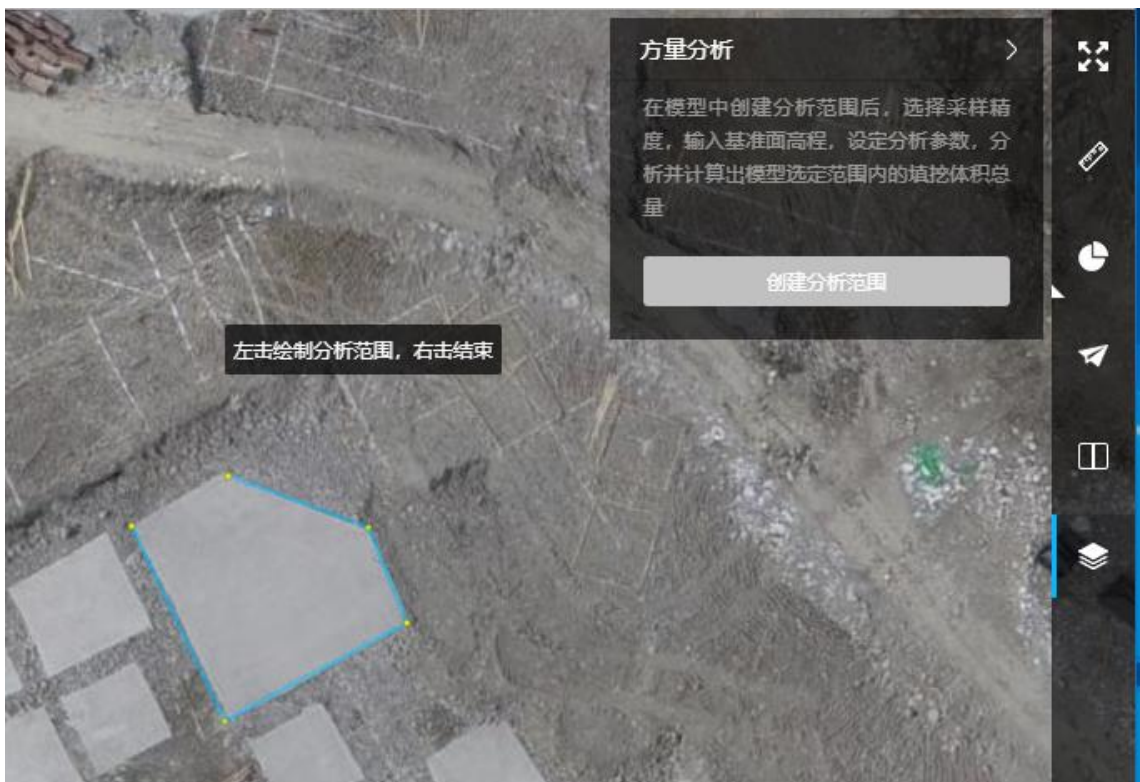 方量分析
在模型中创建分析范围后，选择采样精
度，输入基准面高程，设定分析参数，分
析并计算出模型选定范围内的填挖体积总
量
创建分析范围
左击绘制分析范围，右击结束